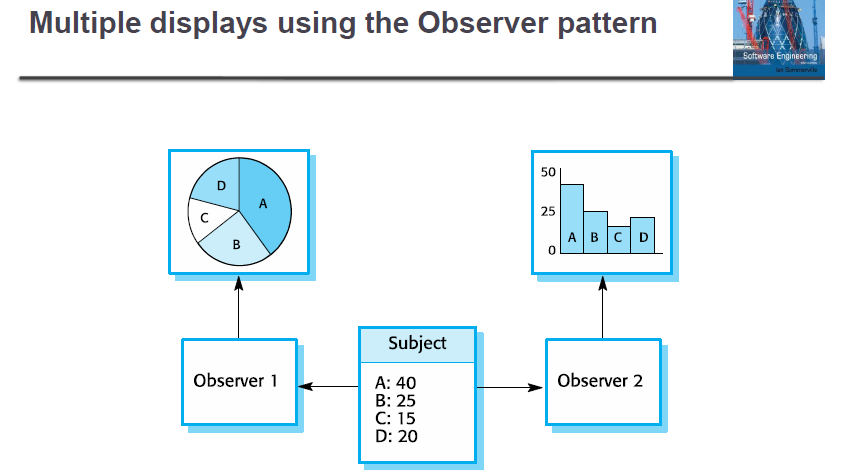 Multiple displays using the Observer pattern
Software Engineering
Ian Sommerville
D
A
C
B
50
25
0
A B C D
Subject
Observer 1
A: 40
B: 25
C: 15
D: 20
Observer 2